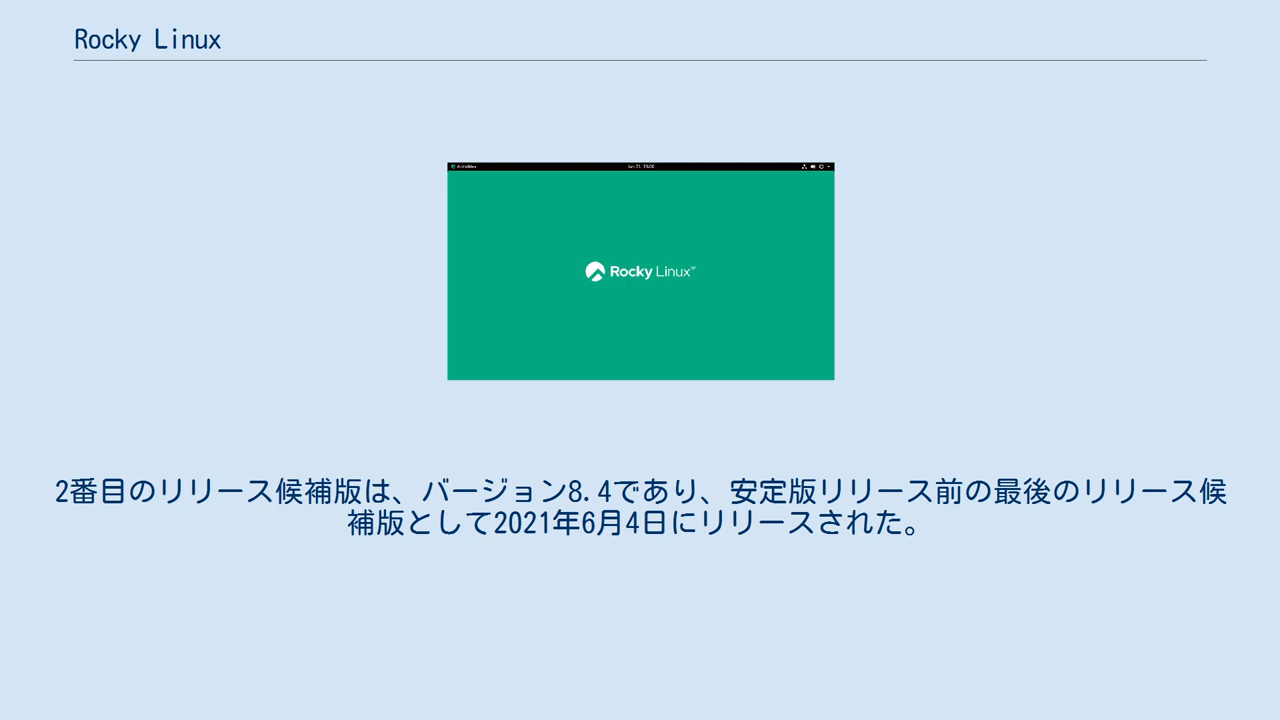 Rocky Linux
Activities
Rocky Linux
2番目のリリース候補版は、バージョン8.4であり、安定版リリース前の最後のリリース候
補版として2021年6月4日にリリースされた。